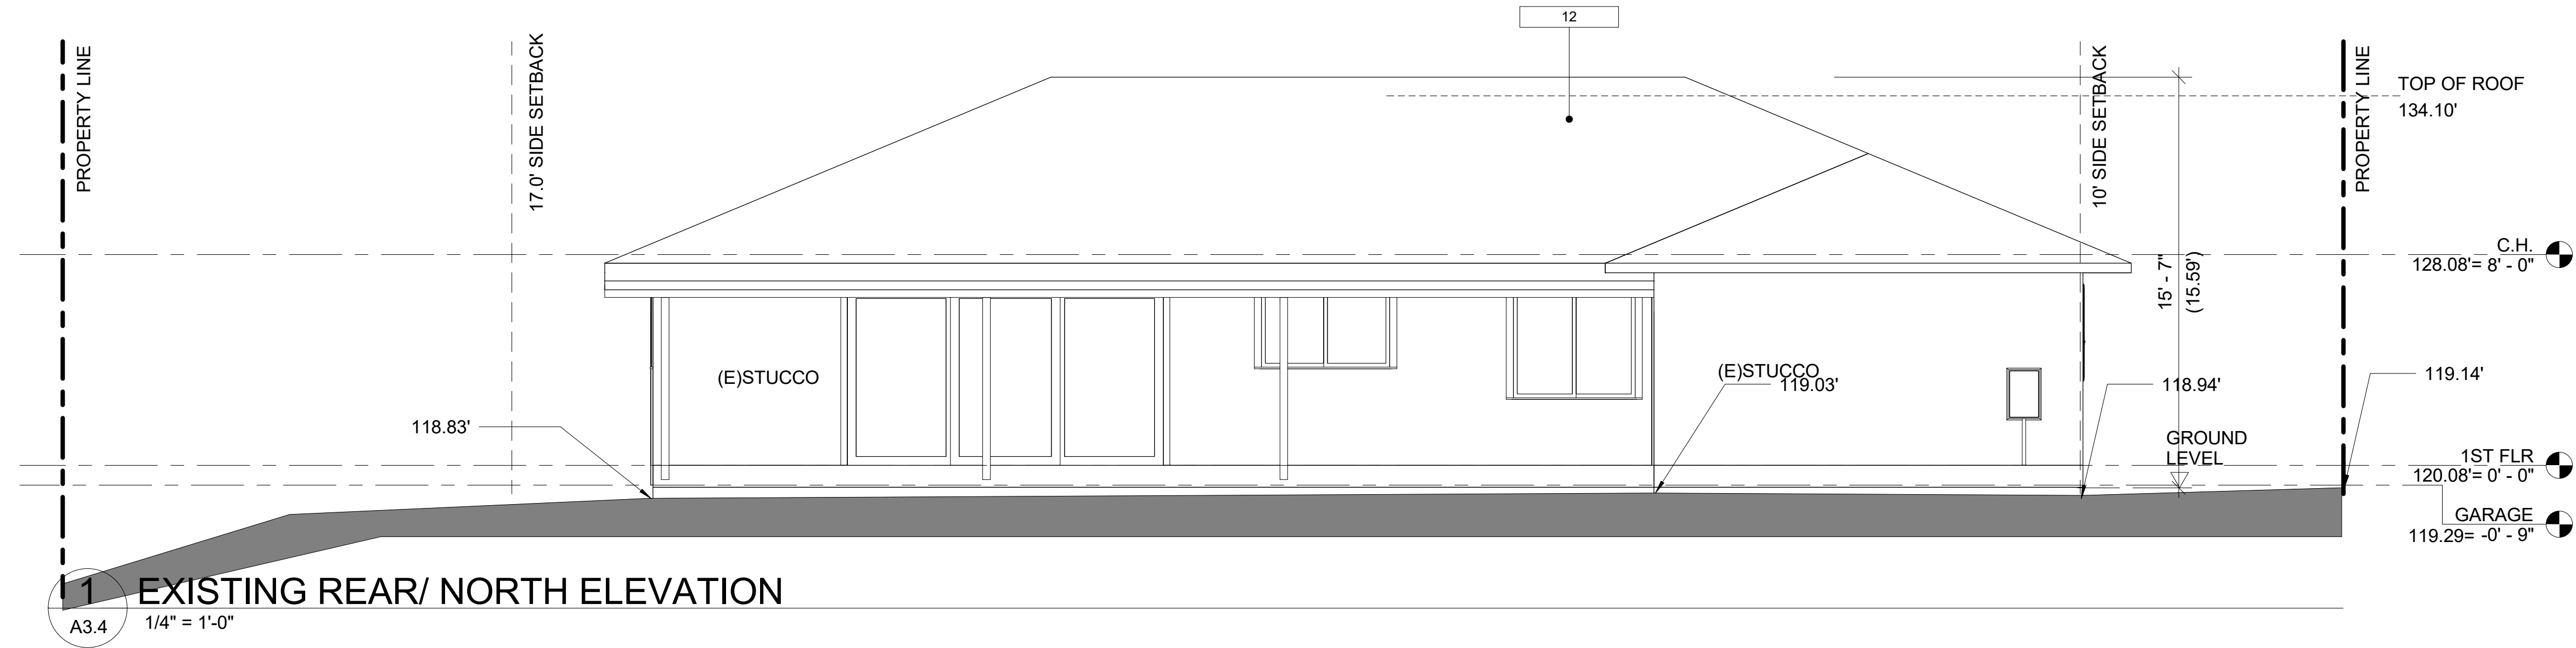 12
PROPERTY LINE
17.0' SIDE SETBACK
10' SIDE SETBACK
PROPERTY LINE
TOP OF ROOF
134.10'
C.H.
128.08'= 8' - 0"
15' - 7"
(15.59')
(E)STUCCO
(E)STUCCO
119.03'
118.94'
119.14'
118.83'
GROUND
LEVEL
1ST FLR
120.08'= 0' - 0"
GARAGE
119.29= -0' - 9"
1
EXISTING REAR/ NORTH ELEVATION
A3.4
1/4" = 1'-0"